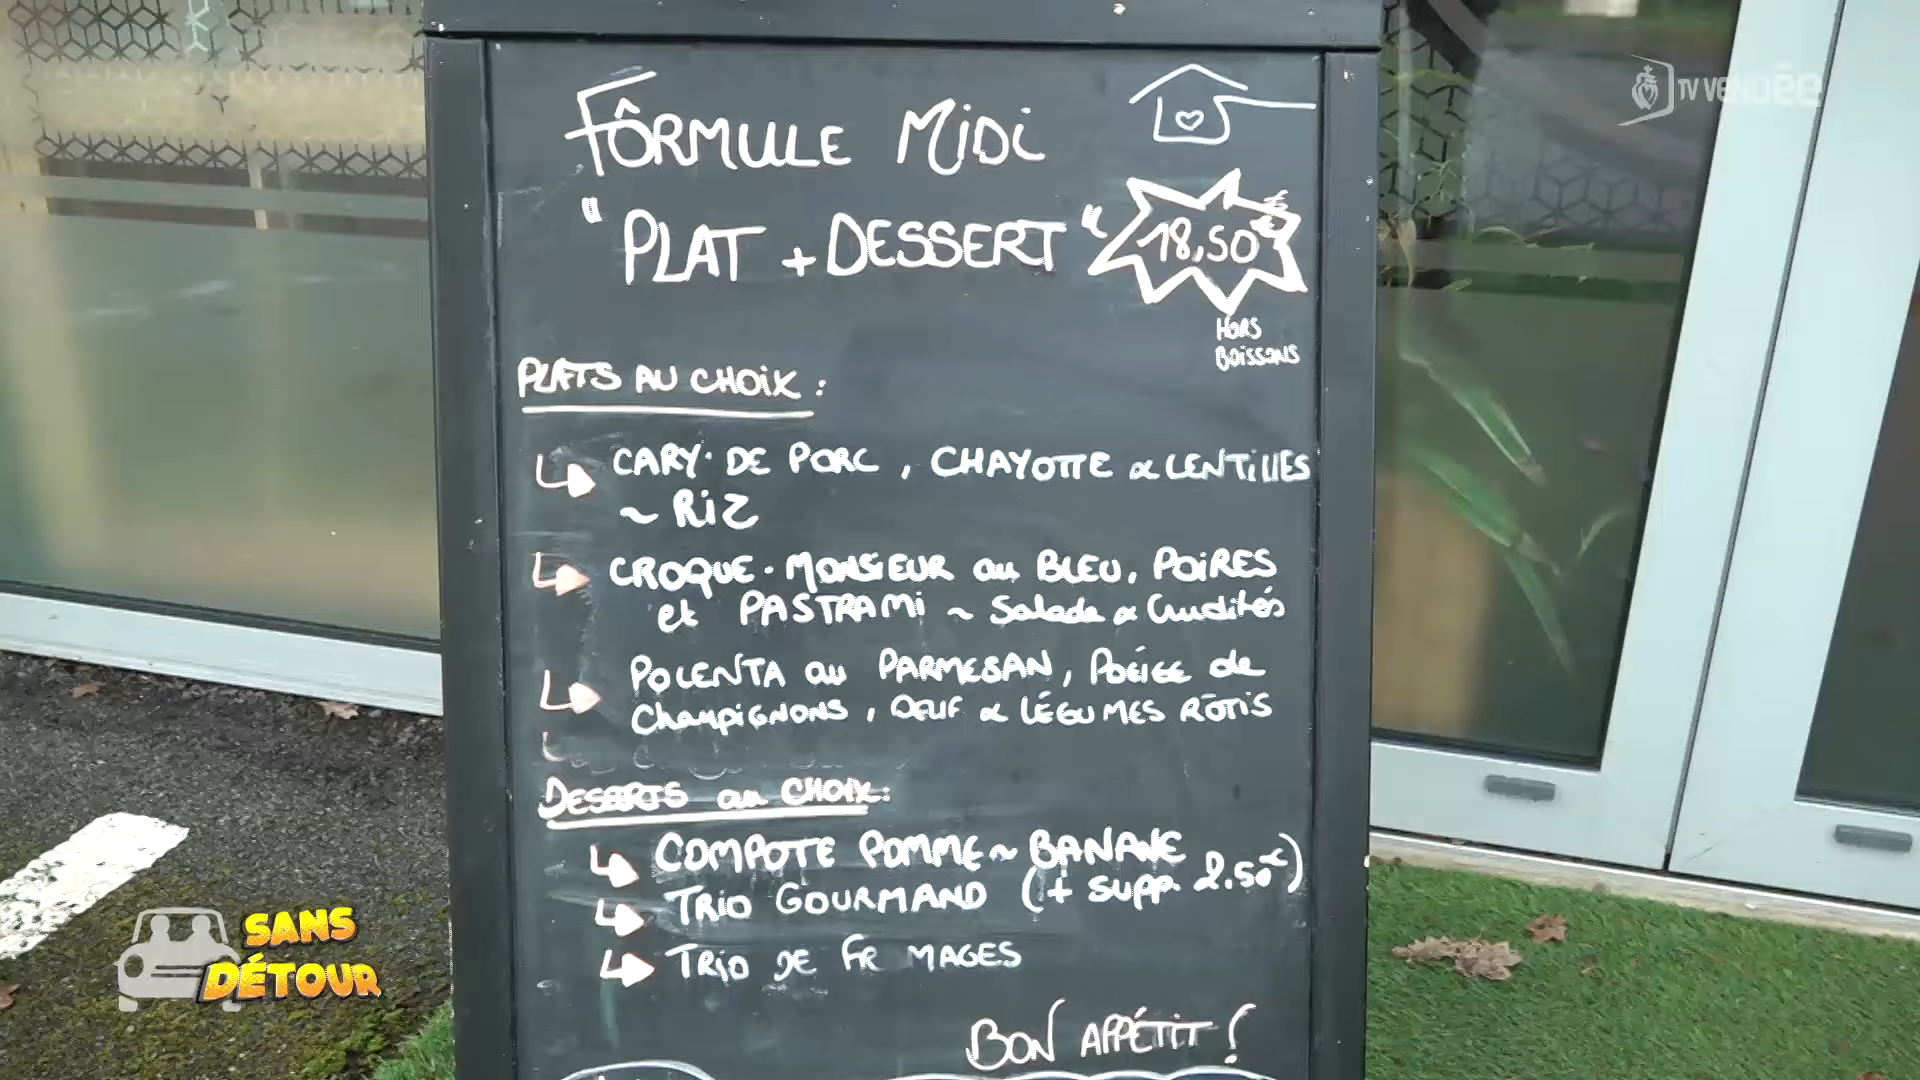 FÔRMULE MIDI
"PLAT + DESSERT"
18,50€
HORS
BOISSONS
TV VENDÉE
PLATS AU CHOIX :
CARY DE PORC, CHAYOTTE & LENTILLES
~ RIZ
CROQUE-MONSIEUR au BLEU, POIRES
et PASTRAMI ~ Salade & Crudités
POLENTA au PARMESAN, POÊLÉE de
Champignons, OEUF & LÉGUMES RÔTIS
DESSERTS au CHOIX:
COMPOTE POMME ~ BANANE
TRIO GOURMAND (+ SUPP. 2.50€)
TRIO DE FR MAGES
BON APPÉTIT !
SANS
DÉTOUR